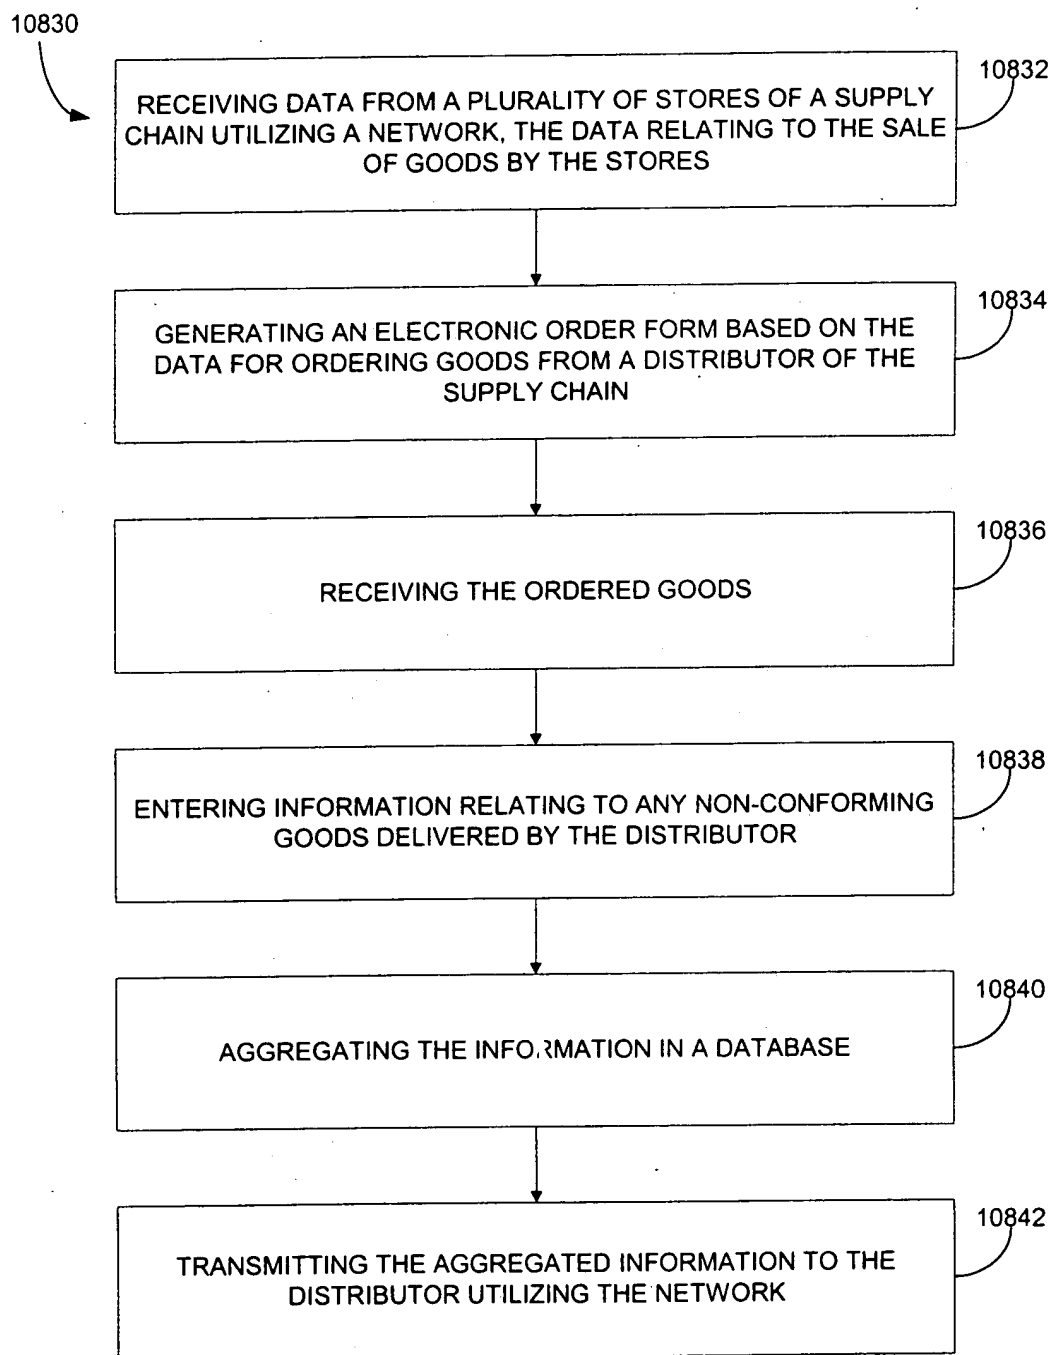 10830
10832
RECEIVING DATA FROM A PLURALITY OF STORES OF A SUPPLY
CHAIN UTILIZING A NETWORK, THE DATA RELATING TO THE SALE
OF GOODS BY THE STORES
10834
GENERATING AN ELECTRONIC ORDER FORM BASED ON THE
DATA FOR ORDERING GOODS FROM A DISTRIBUTOR OF THE
SUPPLY CHAIN
10836
RECEIVING THE ORDERED GOODS
10838
ENTERING INFORMATION RELATING TO ANY NON-CONFORMING
GOODS DELIVERED BY THE DISTRIBUTOR
10840
AGGREGATING THE INFORMATION IN A DATABASE
10842
TRANSMITTING THE AGGREGATED INFORMATION TO THE
DISTRIBUTOR UTILIZING THE NETWORK